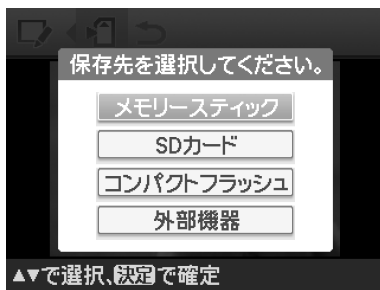 保存先を選択してください。
メモリースティック
SDカード
コンパクトフラッシュ
外部機器
▲▼で選択、決定で確定